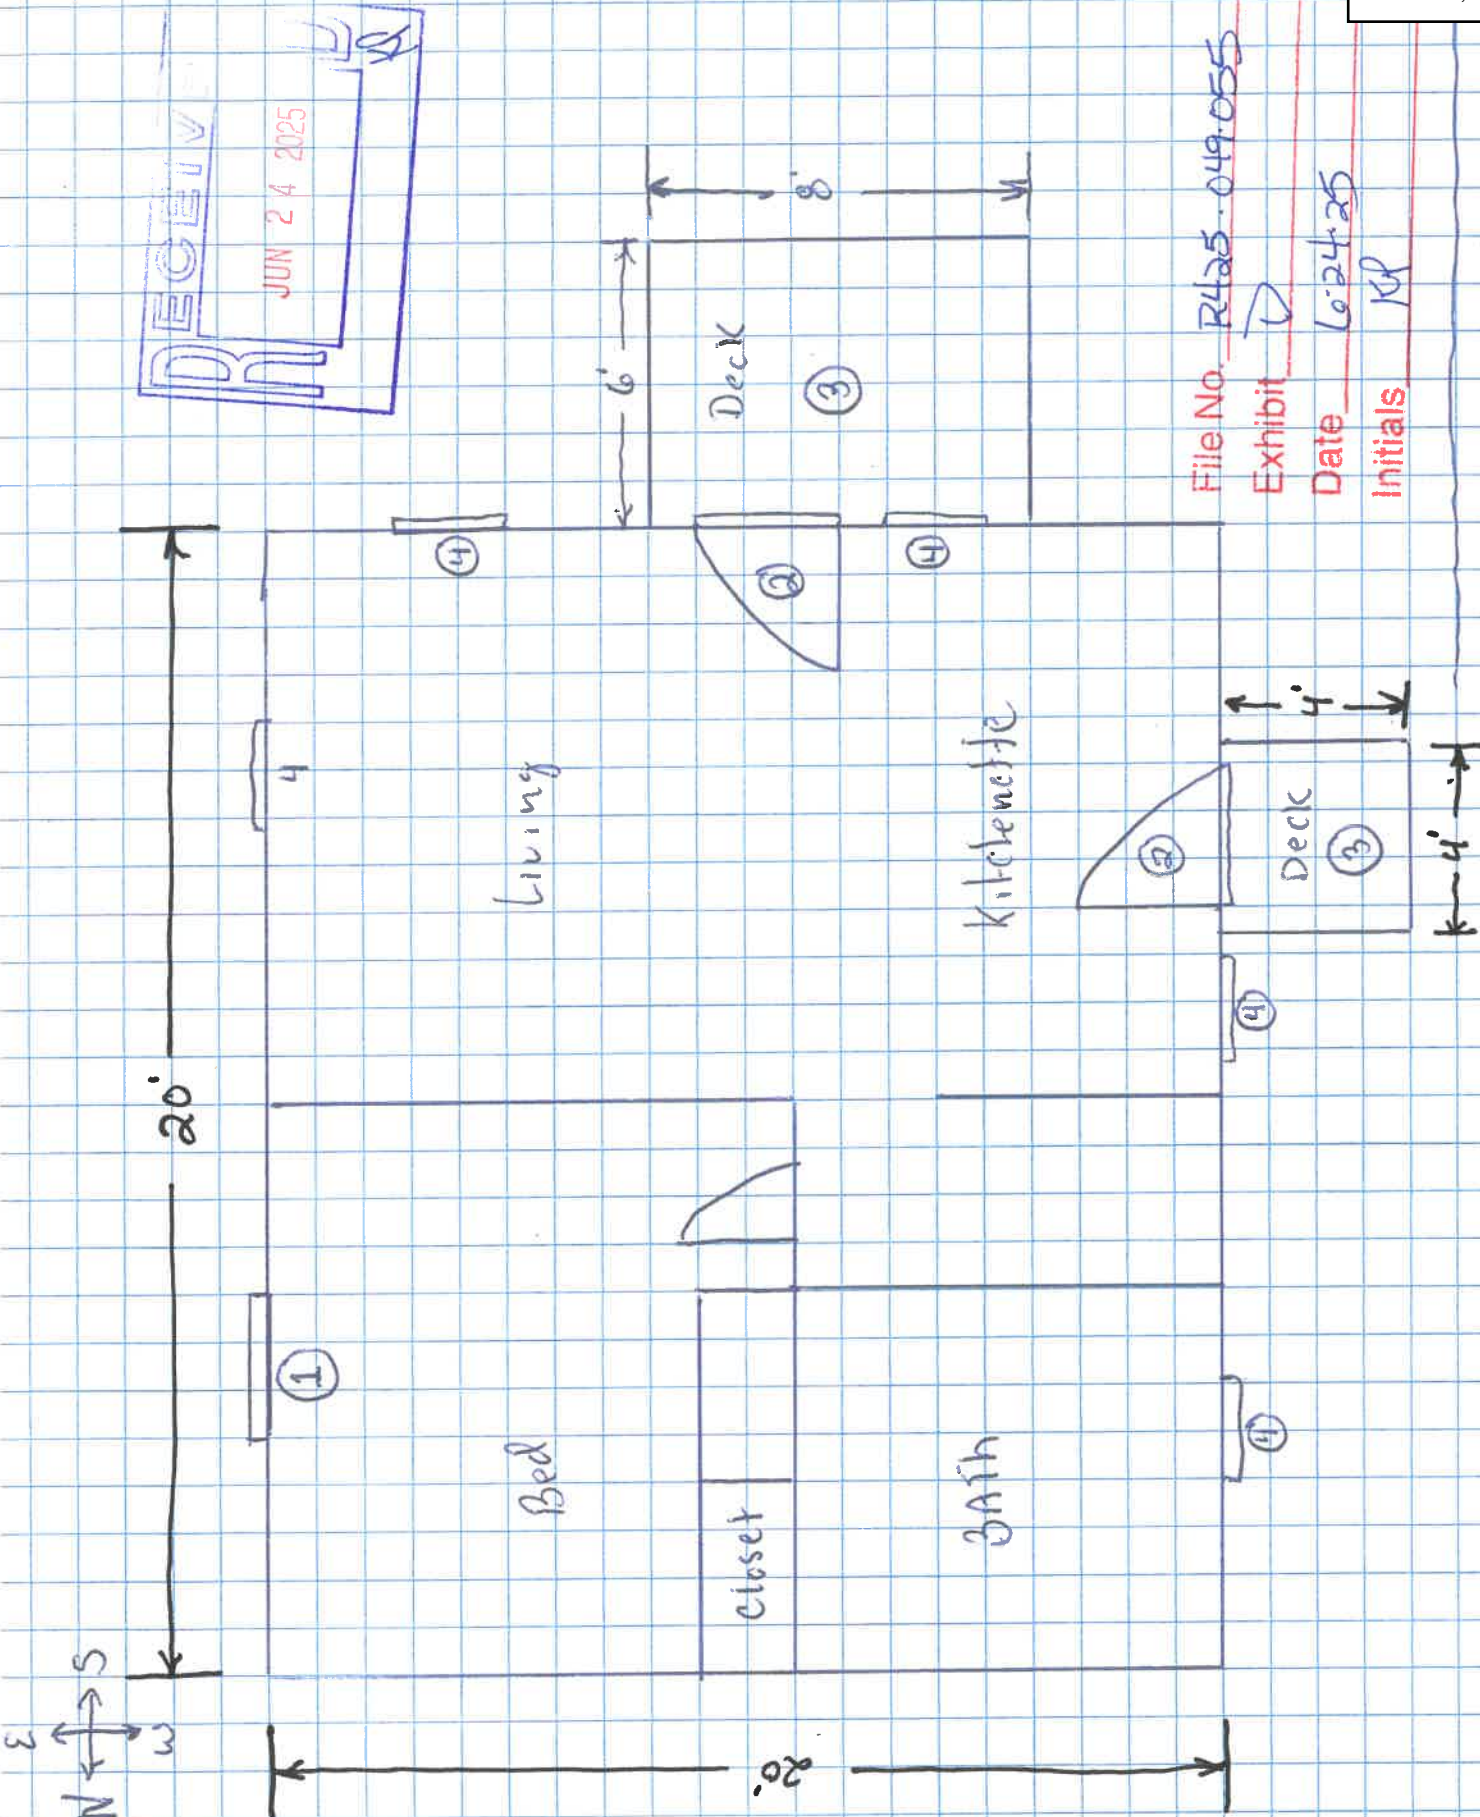 RECEIVED
JUN 24 2025
20'
N
S
E
W
20'
1
Bed
Closet
BATh
4
4
Living
Kitchenette
4
4
2
2
4
6'
8'
Deck
3
Deck
3
4'
4'
File No. R425.049.055
Exhibit D
Date 6.24.25
Initials KP